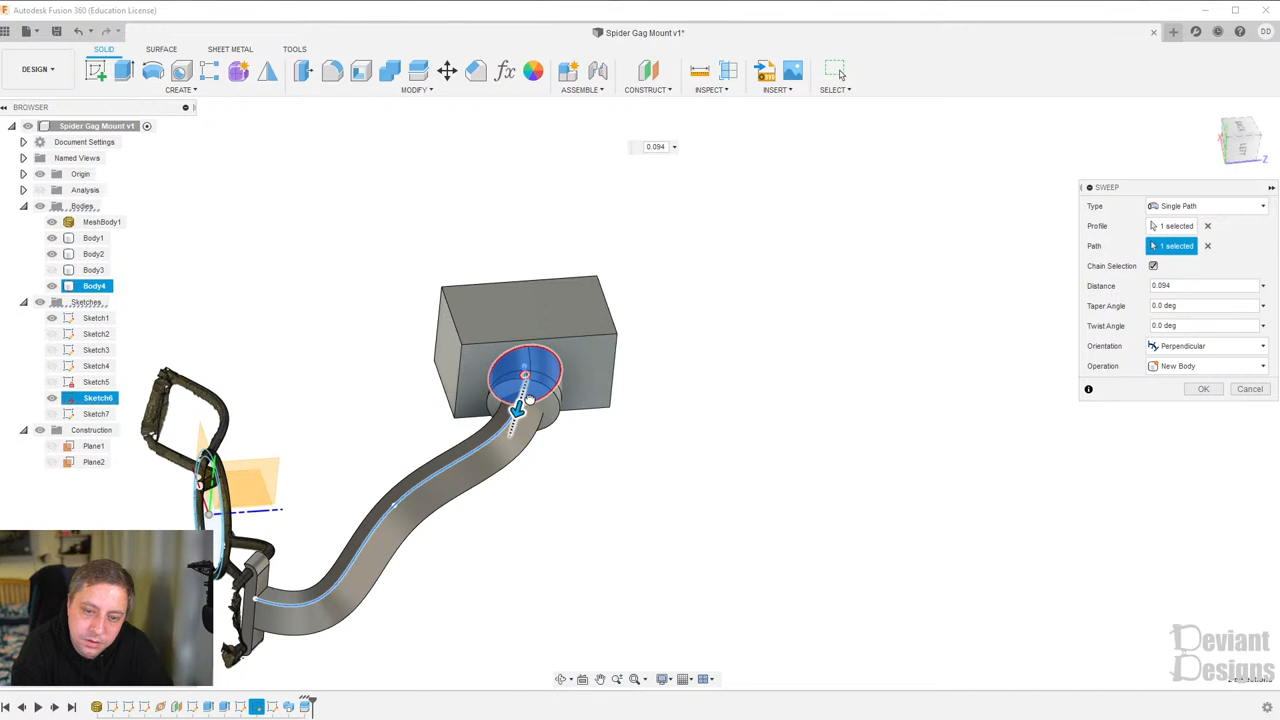 Autodesk Fusion 360 (Education License)
Spider Gag Mount v1*
DD
DESIGN
SOLID
SURFACE
SHEET METAL
TOOLS
CREATE
MODIFY
ASSEMBLE
CONSTRUCT
INSPECT
INSERT
SELECT
BROWSER
Spider Gag Mount v1
Document Settings
Named Views
Origin
Analysis
Bodies
MeshBody1
Body1
Body2
Body3
Body4
Sketches
Sketch1
Sketch2
Sketch3
Sketch4
Sketch5
Sketch6
Sketch7
Construction
Plane1
Plane2
0.094
LEFT
X
Z
SWEEP
Type Single Path
Profile 1 selected
Path 1 selected
Chain Selection
Distance 0.094
Taper Angle 0.0 deg
Twist Angle 0.0 deg
Orientation Perpendicular
Operation New Body
OK Cancel
Deviant
Designs